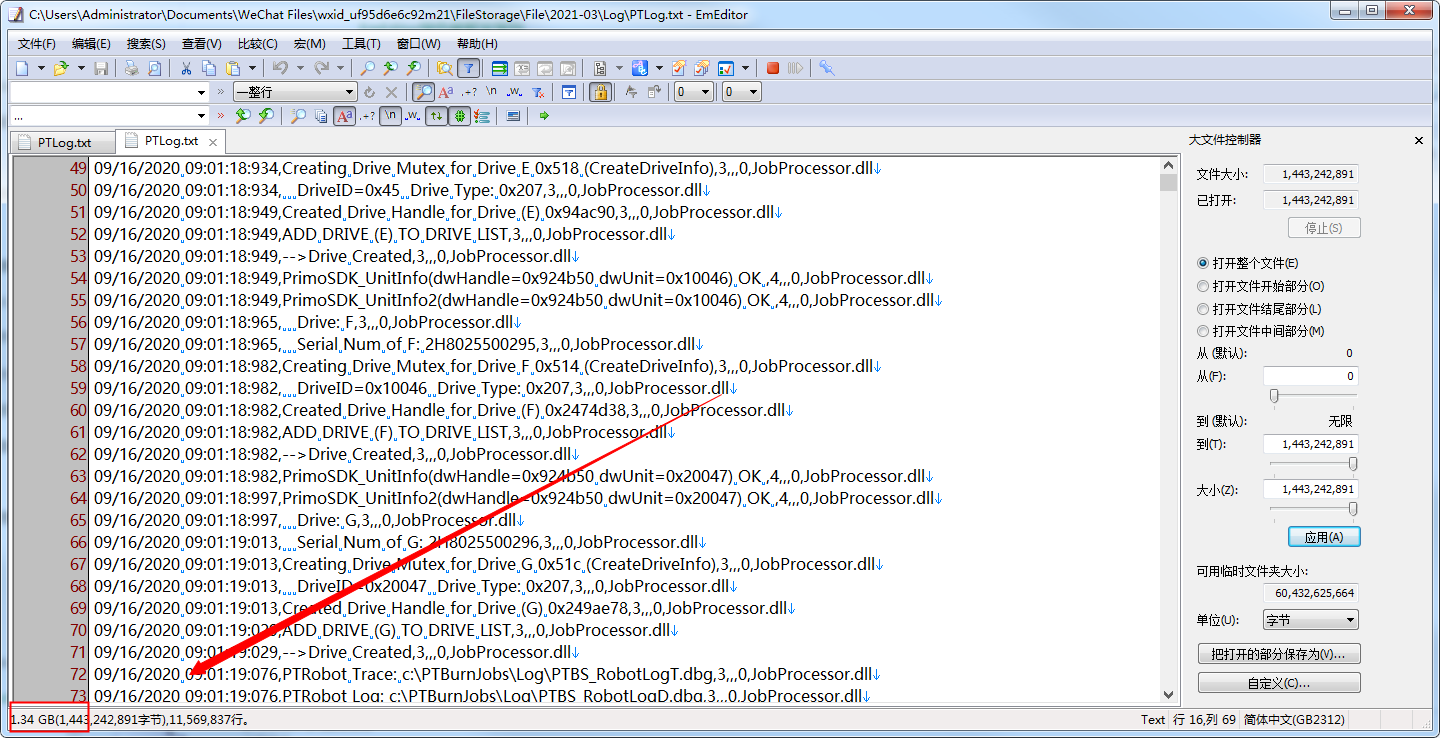 C:\Users\Administrator\Documents\WeChat Files\wxid_uf95d6e6c92m21\FileStorage\File\2021-03\Log\PTLog.txt - EmEditor
文件(F) 编辑(E) 搜索(S) 查看(V) 比较(C) 宏(M) 工具(T) 窗口(W) 帮助(H)
» 一整行 0 0
... »
PTLog.txt PTLog.txt
49 09/16/2020 09:01:18:934,Creating Drive Mutex for Drive E 0x518 (CreateDriveInfo),3,,,0,JobProcessor.dll↓
50 09/16/2020 09:01:18:934,   DriveID=0x45  Drive Type: 0x207,3,,,0,JobProcessor.dll↓
51 09/16/2020 09:01:18:949,Created Drive Handle for Drive (E) 0x94ac90,3,,,0,JobProcessor.dll↓
52 09/16/2020 09:01:18:949,ADD DRIVE (E) TO DRIVE LIST,3,,,0,JobProcessor.dll↓
53 09/16/2020 09:01:18:949,-->Drive Created,3,,,0,JobProcessor.dll↓
54 09/16/2020 09:01:18:949,PrimoSDK_UnitInfo(dwHandle=0x924b50 dwUnit=0x10046) OK ,4,,,0,JobProcessor.dll↓
55 09/16/2020 09:01:18:949,PrimoSDK_UnitInfo2(dwHandle=0x924b50 dwUnit=0x10046) OK ,4,,,0,JobProcessor.dll↓
56 09/16/2020 09:01:18:965,   Drive: F,3,,,0,JobProcessor.dll↓
57 09/16/2020 09:01:18:965,   Serial Num of F: 2H8025500295,3,,,0,JobProcessor.dll↓
58 09/16/2020 09:01:18:982,Creating Drive Mutex for Drive F 0x514 (CreateDriveInfo),3,,,0,JobProcessor.dll↓
59 09/16/2020 09:01:18:982,   DriveID=0x10046  Drive Type: 0x207,3,,,0,JobProcessor.dll↓
60 09/16/2020 09:01:18:982,Created Drive Handle for Drive (F) 0x2474d38,3,,,0,JobProcessor.dll↓
61 09/16/2020 09:01:18:982,ADD DRIVE (F) TO DRIVE LIST,3,,,0,JobProcessor.dll↓
62 09/16/2020 09:01:18:982,-->Drive Created,3,,,0,JobProcessor.dll↓
63 09/16/2020 09:01:18:982,PrimoSDK_UnitInfo(dwHandle=0x924b50 dwUnit=0x20047) OK ,4,,,0,JobProcessor.dll↓
64 09/16/2020 09:01:18:997,PrimoSDK_UnitInfo2(dwHandle=0x924b50 dwUnit=0x20047) OK ,4,,,0,JobProcessor.dll↓
65 09/16/2020 09:01:18:997,   Drive: G,3,,,0,JobProcessor.dll↓
66 09/16/2020 09:01:19:013,   Serial Num of G: 2H8025500296,3,,,0,JobProcessor.dll↓
67 09/16/2020 09:01:19:013,Creating Drive Mutex for Drive G 0x51c (CreateDriveInfo),3,,,0,JobProcessor.dll↓
68 09/16/2020 09:01:19:013,   DriveID=0x20047  Drive Type: 0x207,3,,,0,JobProcessor.dll↓
69 09/16/2020 09:01:19:013,Created Drive Handle for Drive (G) 0x249ae78,3,,,0,JobProcessor.dll↓
70 09/16/2020 09:01:19:029,ADD DRIVE (G) TO DRIVE LIST,3,,,0,JobProcessor.dll↓
71 09/16/2020 09:01:19:029,-->Drive Created,3,,,0,JobProcessor.dll↓
72 09/16/2020 09:01:19:076,PTRobot Trace: c:\PTBurnJobs\Log\PTBS_RobotLogT.dbg,3,,,0,JobProcessor.dll↓
73 09/16/2020 09:01:19:076,PTRobot Log: c:\PTBurnJobs\Log\PTBS_RobotLogD.dbg,3,,,0,JobProcessor.dll↓
大文件控制器
文件大小: 1,443,242,891
已打开: 1,443,242,891
停止(S)
打开整个文件(E)
打开文件开始部分(O)
打开文件结尾部分(L)
打开文件中间部分(M)
从 (默认): 0
从(F): 0
到 (默认): 无限
到(T): 1,443,242,891
大小(Z): 1,443,242,891
应用(A)
可用临时文件夹大小:
60,432,625,664
单位(U): 字节
把打开的部分保存为(V)...
自定义(C)...
1.34 GB(1,443,242,891字节),11,569,837行。 Text 行 16,列 69 简体中文(GB2312)